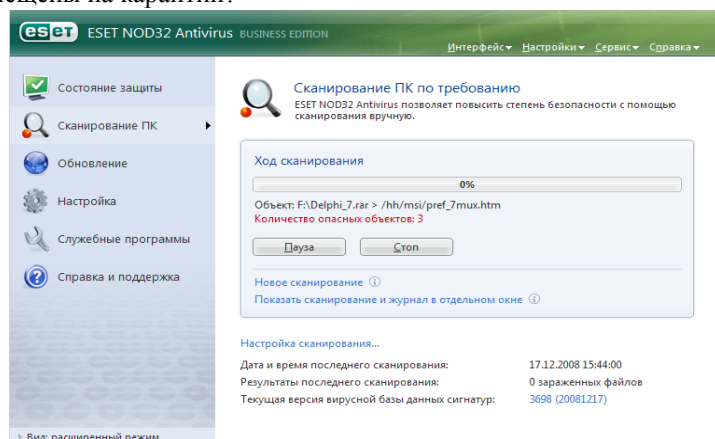 помещены на карантин?
eset ESET NOD32 Antivirus BUSINESS EDITION
Интерфейс Настройки Сервис Справка
Состояние защиты
Сканирование ПК
Обновление
Настройка
Служебные программы
Справка и поддержка
Сканирование ПК по требованию
ESET NOD32 Antivirus позволяет повысить степень безопасности с помощью
сканирования вручную.
Ход сканирования
0%
Объект: F:\Delphi_7.rar > /hh/msi/pref_7mux.htm
Количество опасных объектов: 3
Пауза Стоп
Новое сканирование
Показать сканирование и журнал в отдельном окне
Настройка сканирования...
Дата и время последнего сканирования: 17.12.2008 15:44:00
Результаты последнего сканирования: 0 зараженных файлов
Текущая версия вирусной базы данных сигнатур: 3698 (20081217)
Вид: расширенный режим